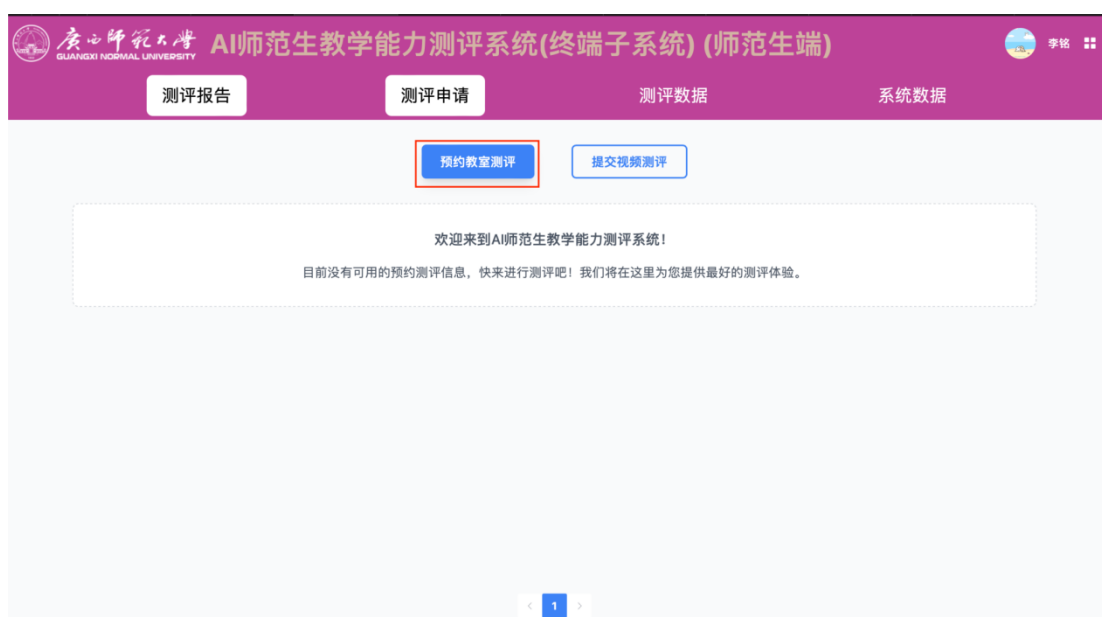 广西师范大学 AI师范生教学能力测评系统(终端子系统) (师范生端) 李铭
GUANGXI NORMAL UNIVERSITY
测评报告 测评申请 测评数据 系统数据
预约教室测评 提交视频测评
欢迎来到AI师范生教学能力测评系统!
目前没有可用的预约测评信息，快来进行测评吧！我们将在这里为您提供最好的测评体验。
< 1 >